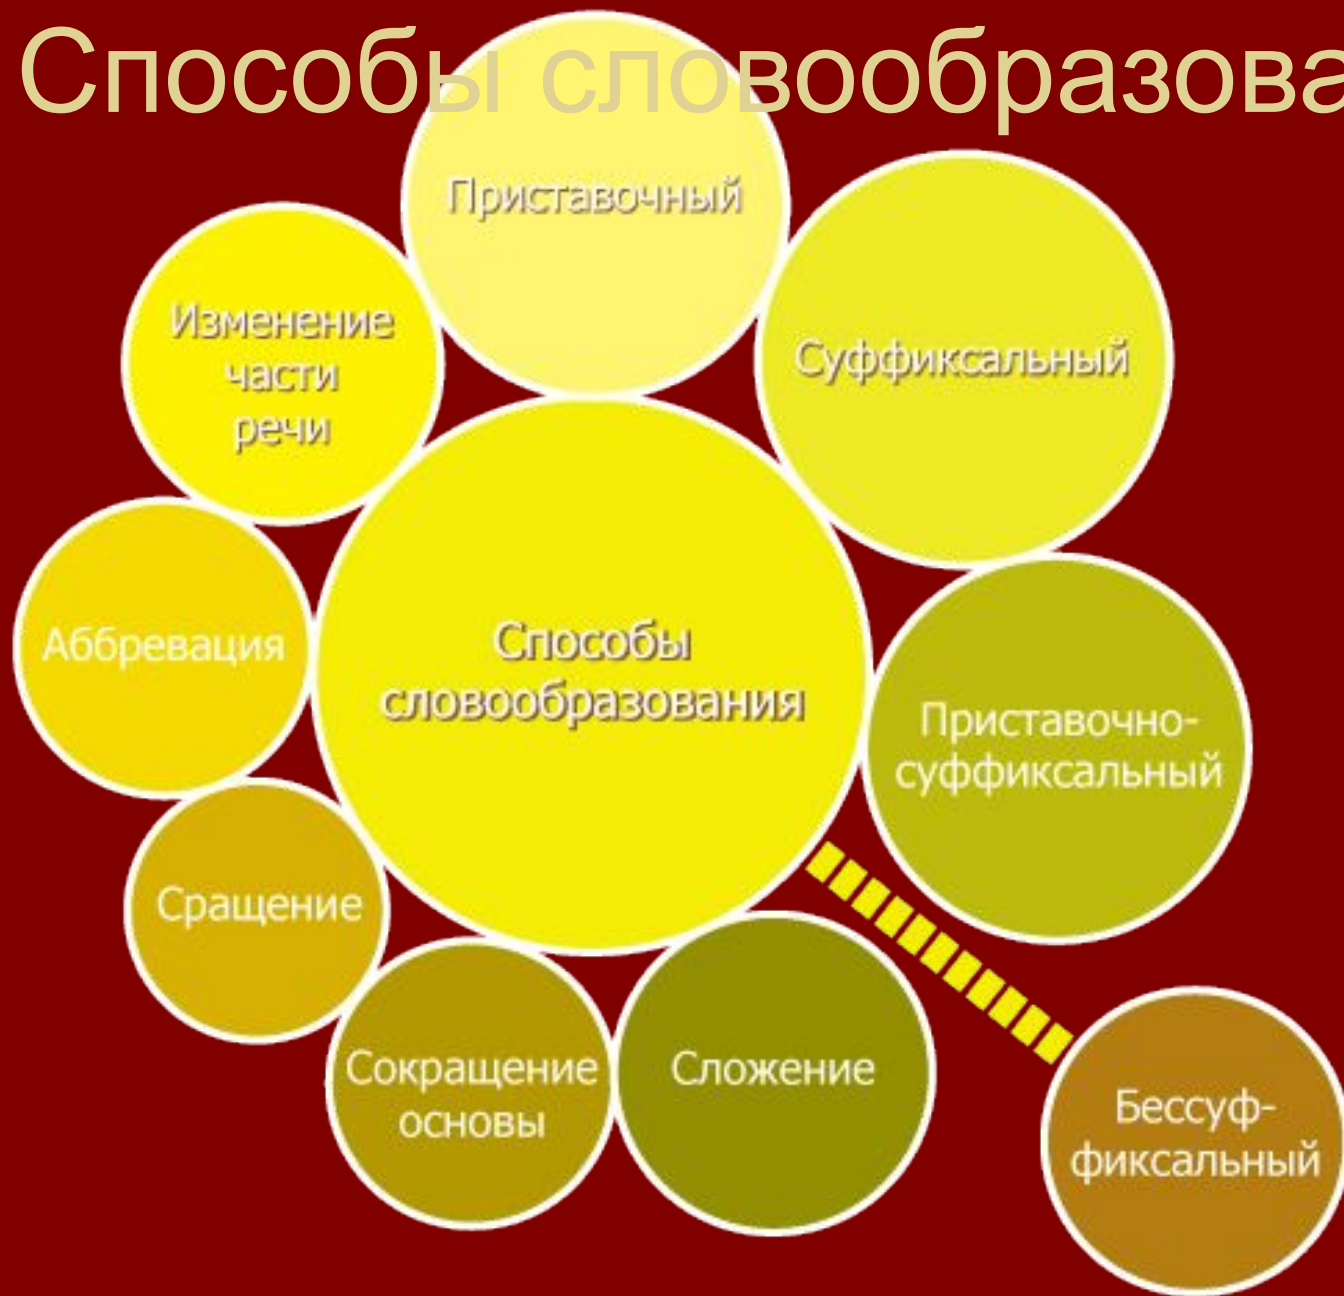 Способы словообразова
Приставочный
Суффиксальный
Изменение
части
речи
Аббревация
Способы
словообразования
Приставочно-
суффиксальный
Сращение
Сокращение
основы
Сложение
Бессуф-
фиксальный